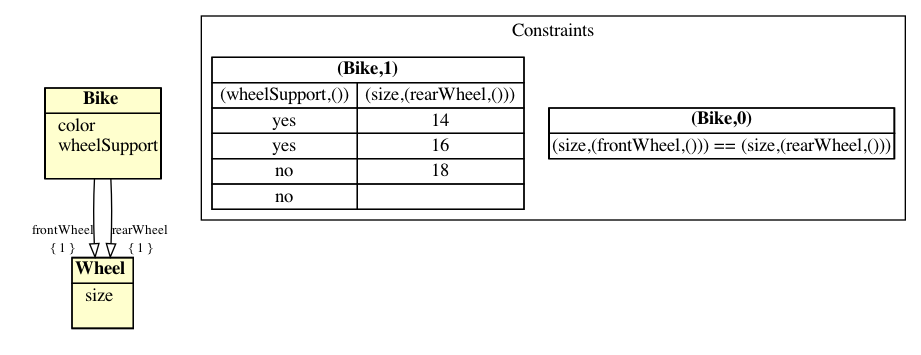 Constraints
(Bike,1)
(wheelSupport,()) (size,(rearWheel,()))
yes 14
yes 16
no 18
no
(Bike,0)
(size,(frontWheel,())) == (size,(rearWheel,()))
Bike
color
wheelSupport
frontWheel rearWheel
{ 1 } { 1 }
Wheel
size